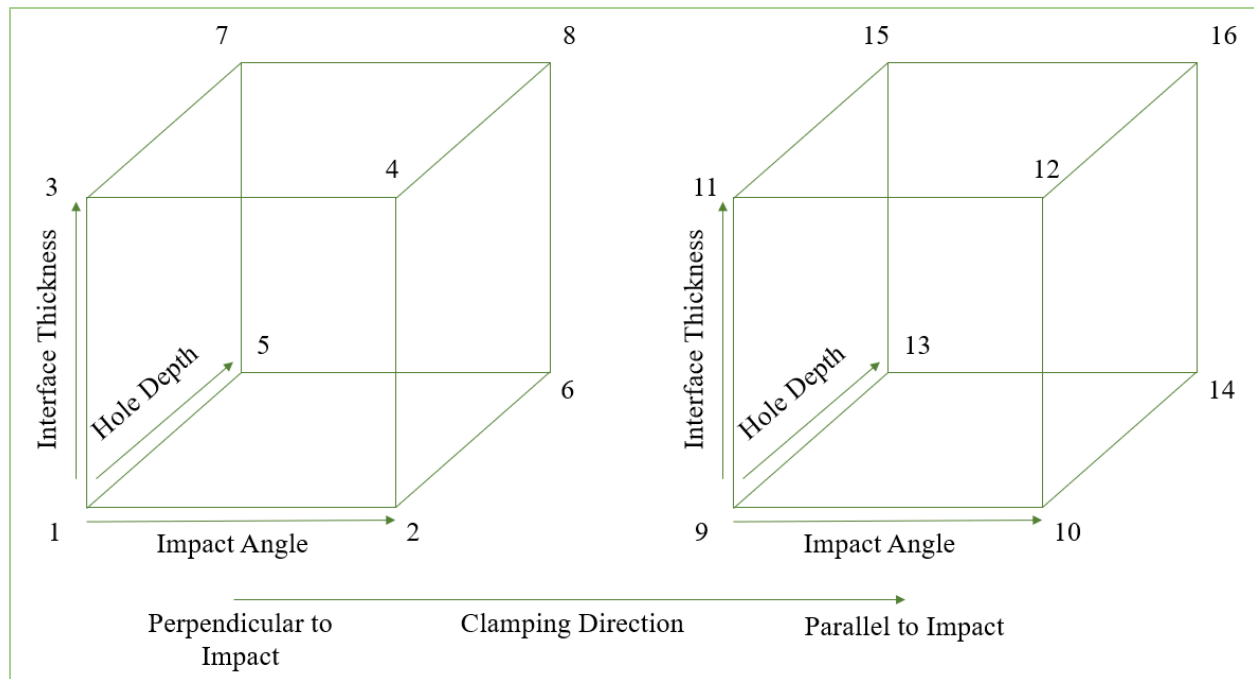 7
8
15
16
3
4
11
12
Interface Thickness
Hole Depth
5
6
Interface Thickness
Hole Depth
13
14
1
2
Impact Angle
9
10
Impact Angle
Perpendicular to
Impact
Clamping Direction
Parallel to Impact